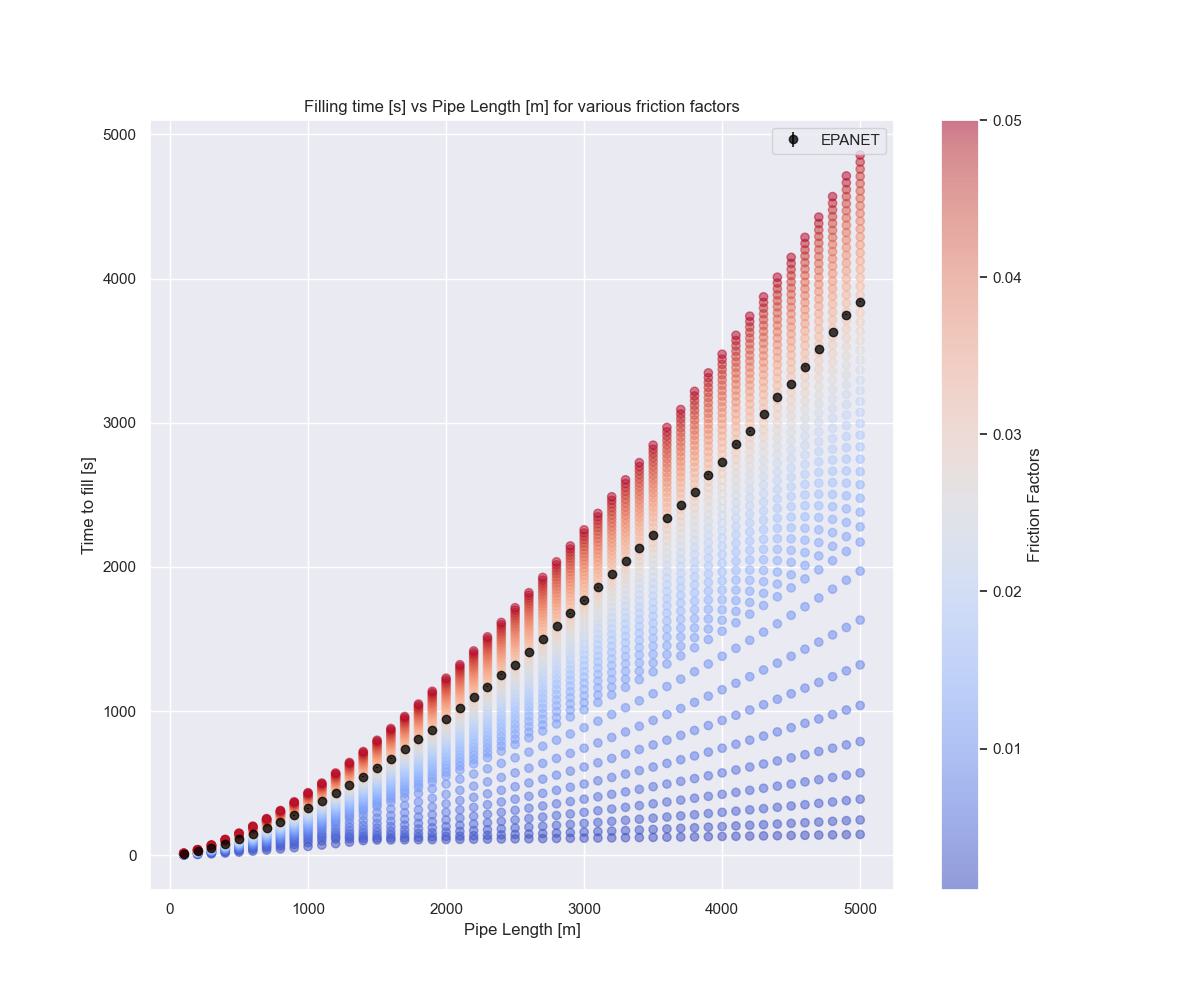 Filling time [s] vs Pipe Length [m] for various friction factors
EPANET
5000
4000
3000
2000
1000
0
Time to fill [s]
0 1000 2000 3000 4000 5000
Pipe Length [m]
0.05
0.04
0.03
0.02
0.01
Friction Factors